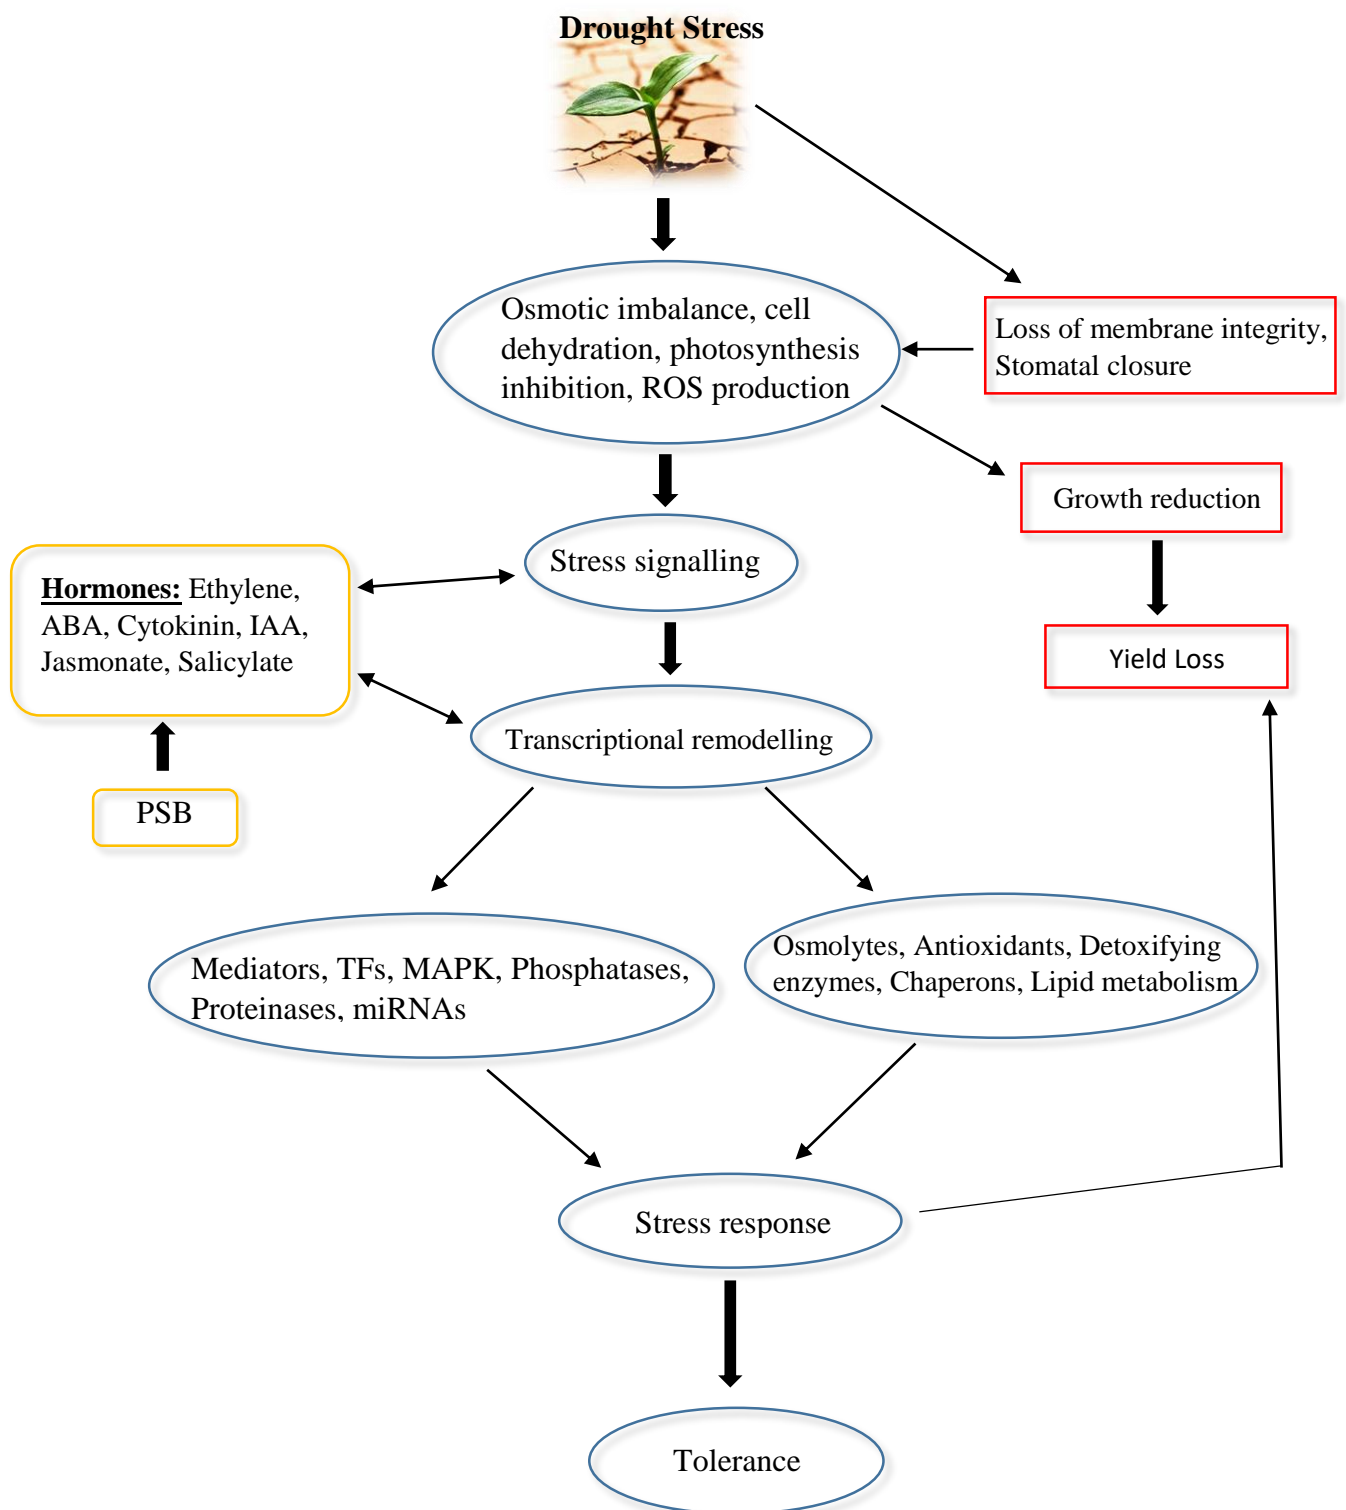 Drought Stress
Osmotic imbalance, cell
dehydration, photosynthesis
inhibition, ROS production
Loss of membrane integrity,
Stomatal closure
Growth reduction
Stress signalling
Hormones: Ethylene,
ABA, Cytokinin, IAA,
Jasmonate, Salicylate
Yield Loss
Transcriptional remodelling
PSB
Mediators, TFs, MAPK, Phosphatases,
Proteinases, miRNAs
Osmolytes, Antioxidants, Detoxifying
enzymes, Chaperons, Lipid metabolism
Stress response
Tolerance